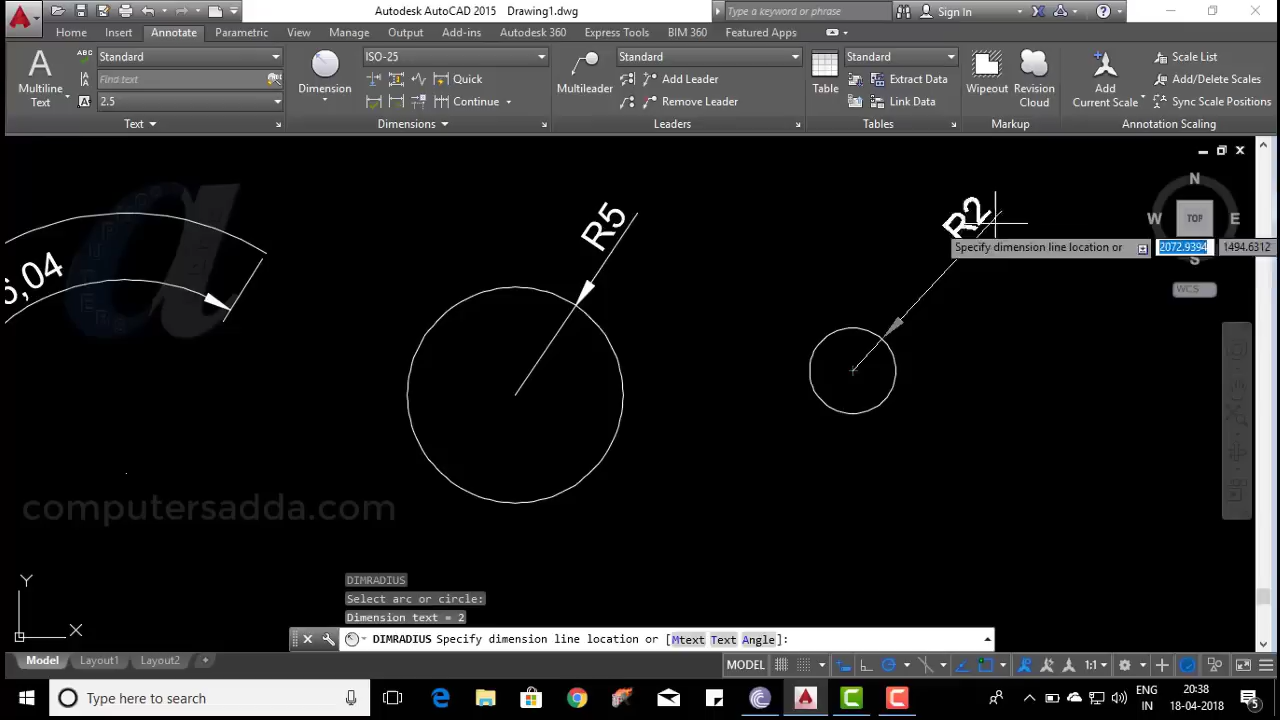 Autodesk AutoCAD 2015 Drawing1.dwg
Type a keyword or phrase
Sign In
Home Insert Annotate Parametric View Manage Output Add-ins Autodesk 360 Express Tools BIM 360 Featured Apps
Multiline Text
ABC
Standard
Find text
2.5
Text
Dimension
ISO-25
Quick
Continue
Dimensions
Multileader
Standard
Add Leader
Remove Leader
Leaders
Table
Standard
Extract Data
Link Data
Tables
Wipeout
Revision Cloud
Markup
Add Current Scale
Scale List
Add/Delete Scales
Sync Scale Positions
Annotation Scaling
R5
R2
N
W TOP E
S
WCS
Specify dimension line location or 2072.9394 1494.6312
computersadda.com
Y
X
DIMRADIUS
Select arc or circle:
Dimension text = 2
DIMRADIUS Specify dimension line location or [Mtext Text Angle]:
Model Layout1 Layout2 +
MODEL 1:1
Type here to search
ENG 20:38
IN 18-04-2018
5